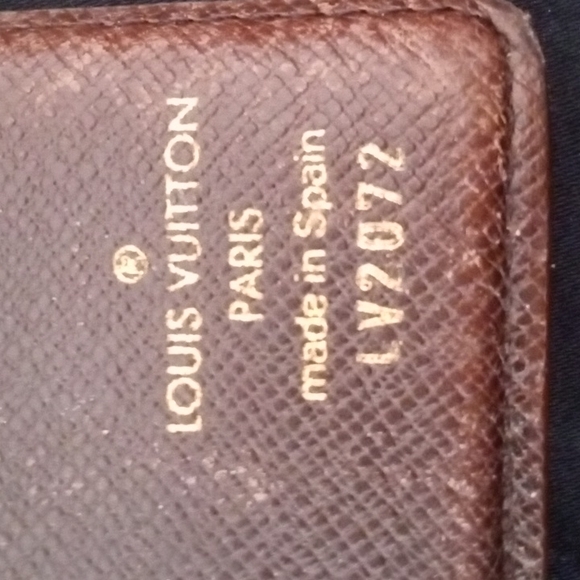 ®
LOUIS VUITTON
PARIS
made in Spain
LV2072